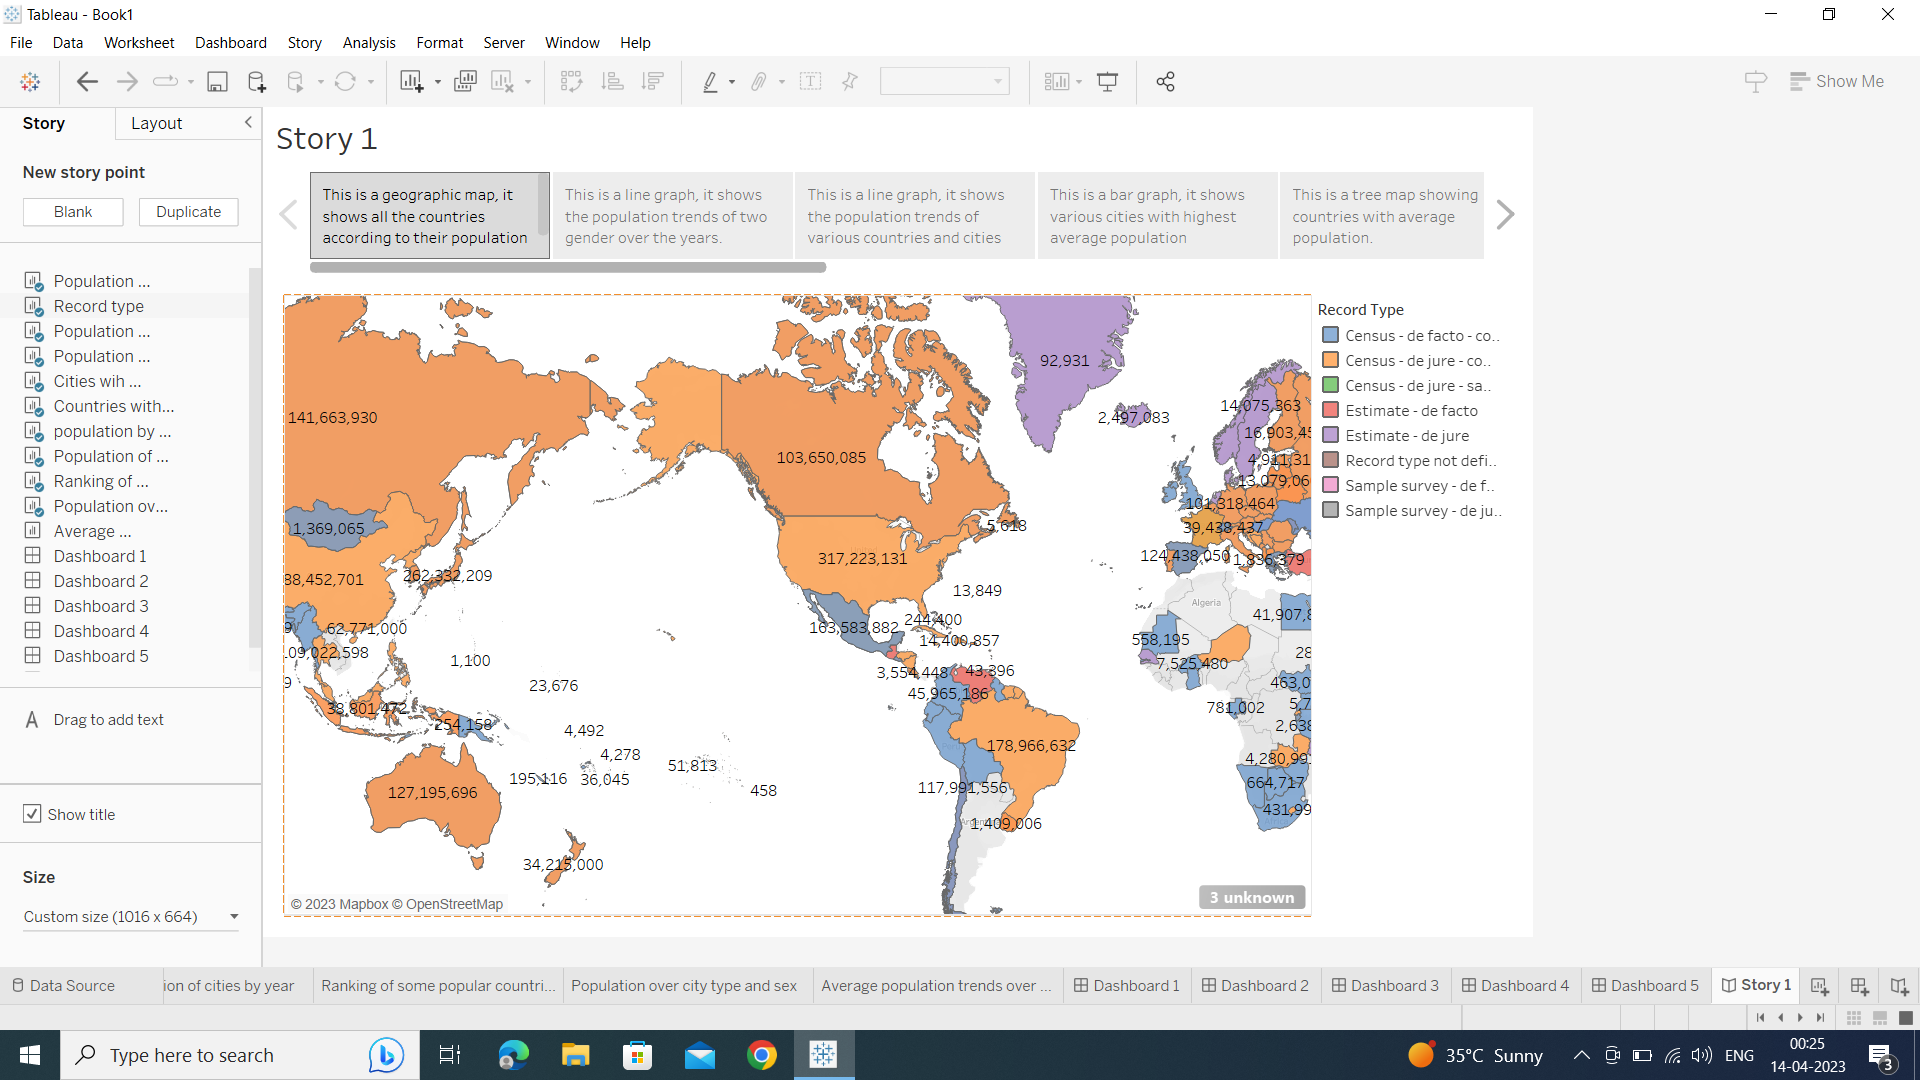 Tableau - Book1
File Data Worksheet Dashboard Story Analysis Format Server Window Help
Show Me
Story Layout
New story point
Blank Duplicate
Population ...
Record type
Population ...
Population ...
Cities wih ...
Countries with...
population by ...
Population of ...
Ranking of ...
Population ov...
Average ...
Dashboard 1
Dashboard 2
Dashboard 3
Dashboard 4
Dashboard 5
A Drag to add text
Show title
Size
Custom size (1016 x 664)
Story 1
This is a geographic map, it
shows all the countries
according to their population
This is a line graph, it shows
the population trends of two
gender over the years.
This is a line graph, it shows
the population trends of
various countries and cities
This is a bar graph, it shows
various cities with highest
average population
This is a tree map showing
countries with average
population.
92,931
14,075,363
141,663,930
2,497,083
16,903,45
103,650,085
4,911,31
13,079,06
101,318,464
1,369,065
5,618
39,438,437
317,223,131
124,438,050
1,836,379
88,452,701
262,332,209
13,849
Algeria
41,907,8
244,400
163,583,882
62,771,000
14,400,857
558,195
09,022,598
28
1,100
7,525,480
3,554,448
43,396
9
23,676
463,0
45,965,186
38,801,472
781,002
5,7
254,158
4,492
2,638
178,966,632
4,278
4,280,99
51,813
195,116
36,045
664,717
117,991,556
458
127,195,696
431,99
1,409,006
34,215,000
© 2023 Mapbox © OpenStreetMap
3 unknown
Record Type
Census - de facto - co..
Census - de jure - co..
Census - de jure - sa..
Estimate - de facto
Estimate - de jure
Record type not defi..
Sample survey - de f..
Sample survey - de ju..
Data Source ion of cities by year Ranking of some popular countri... Population over city type and sex Average population trends over ... Dashboard 1 Dashboard 2 Dashboard 3 Dashboard 4 Dashboard 5 Story 1
Type here to search
35°C Sunny
ENG
00:25
14-04-2023
3